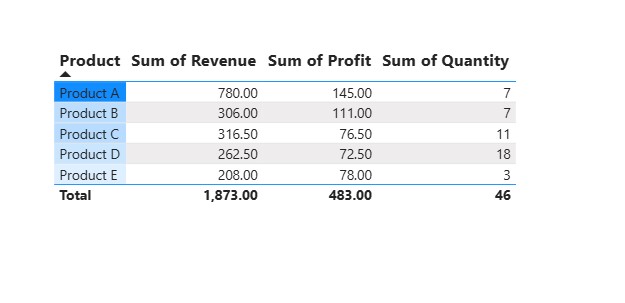 Product Sum of Revenue Sum of Profit Sum of Quantity
Product A 780.00 145.00 7
Product B 306.00 111.00 7
Product C 316.50 76.50 11
Product D 262.50 72.50 18
Product E 208.00 78.00 3
Total 1,873.00 483.00 46